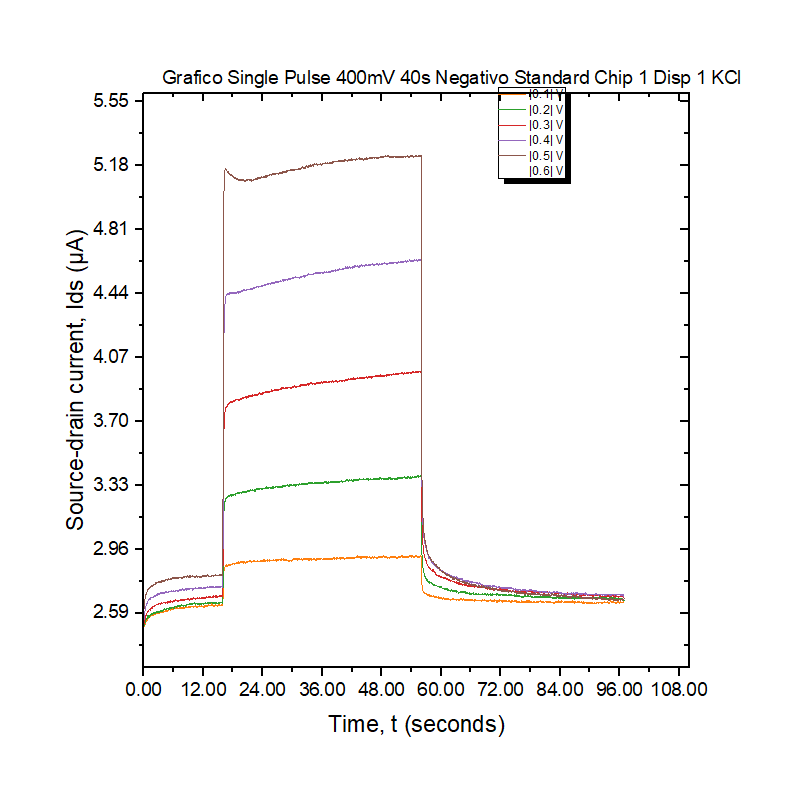 Grafico Single Pulse 400mV 40s Negativo Standard Chip 1 Disp 1 KCl
|0.1| V
|0.2| V
|0.3| V
|0.4| V
|0.5| V
|0.6| V
5.55
5.18
4.81
4.44
4.07
3.70
3.33
2.96
2.59
Source-drain current, Ids (µA)
0.00 12.00 24.00 36.00 48.00 60.00 72.00 84.00 96.00 108.00
Time, t (seconds)